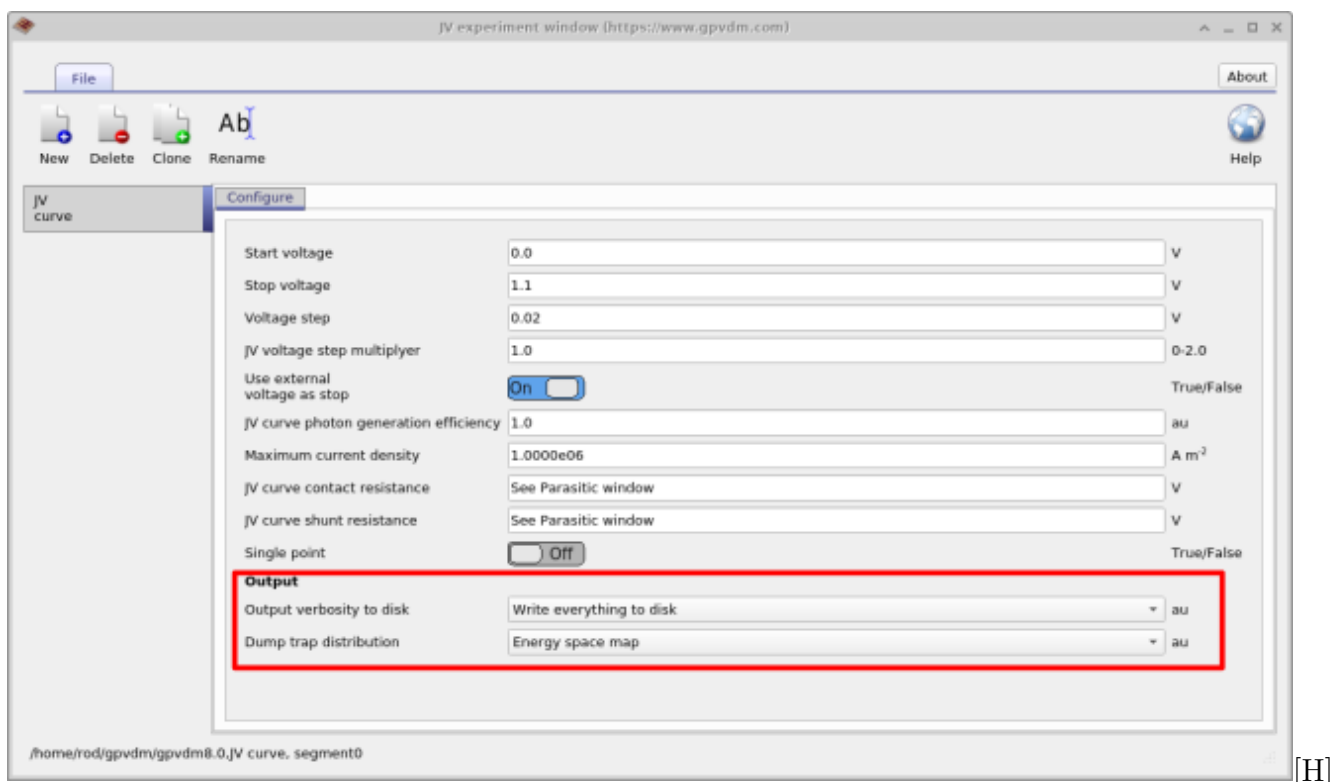 JV experiment window (https://www.gpvdm.com)
File
About
Ab
New Delete Clone Rename
Help
JV
curve
Configure
Start voltage 0.0 V
Stop voltage 1.1 V
Voltage step 0.02 V
JV voltage step multiplyer 1.0 0-2.0
Use external
voltage as stop On True/False
JV curve photon generation efficiency 1.0 au
Maximum current density 1.0000e06 A m⁻²
JV curve contact resistance See Parasitic window V
JV curve shunt resistance See Parasitic window V
Single point Off True/False
Output
Output verbosity to disk Write everything to disk au
Dump trap distribution Energy space map au
/home/rod/gpvdm/gpvdm8.0,JV curve, segment0
[H]